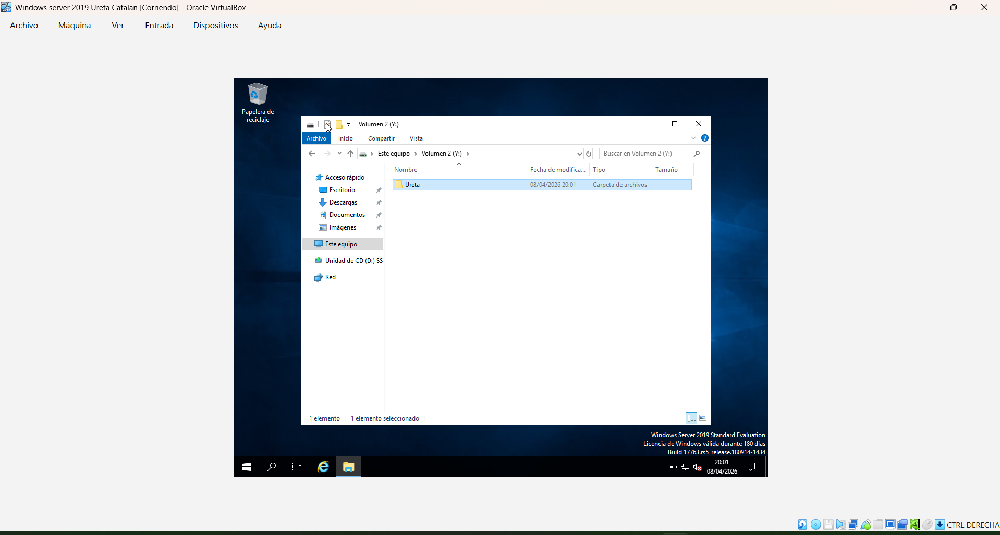 Windows server 2019 Ureta Catalan [Corriendo] - Oracle VirtualBox
Archivo Máquina Ver Entrada Dispositivos Ayuda
Papelera de
reciclaje
Volumen 2 (Y:)
Archivo Inicio Compartir Vista
Este equipo Volumen 2 (Y:) Buscar en Volumen 2 (Y:)
Nombre Fecha de modifica... Tipo Tamaño
Acceso rápido
Ureta 08/04/2026 20:01 Carpeta de archivos
Escritorio
Descargas
Documentos
Imágenes
Este equipo
Unidad de CD (D:) SS
Red
1 elemento 1 elemento seleccionado
Windows Server 2019 Standard Evaluation
Licencia de Windows válida durante 180 días
Build 17763.rs5_release.180914-1434
20:01
08/04/2026
CTRL DERECHA